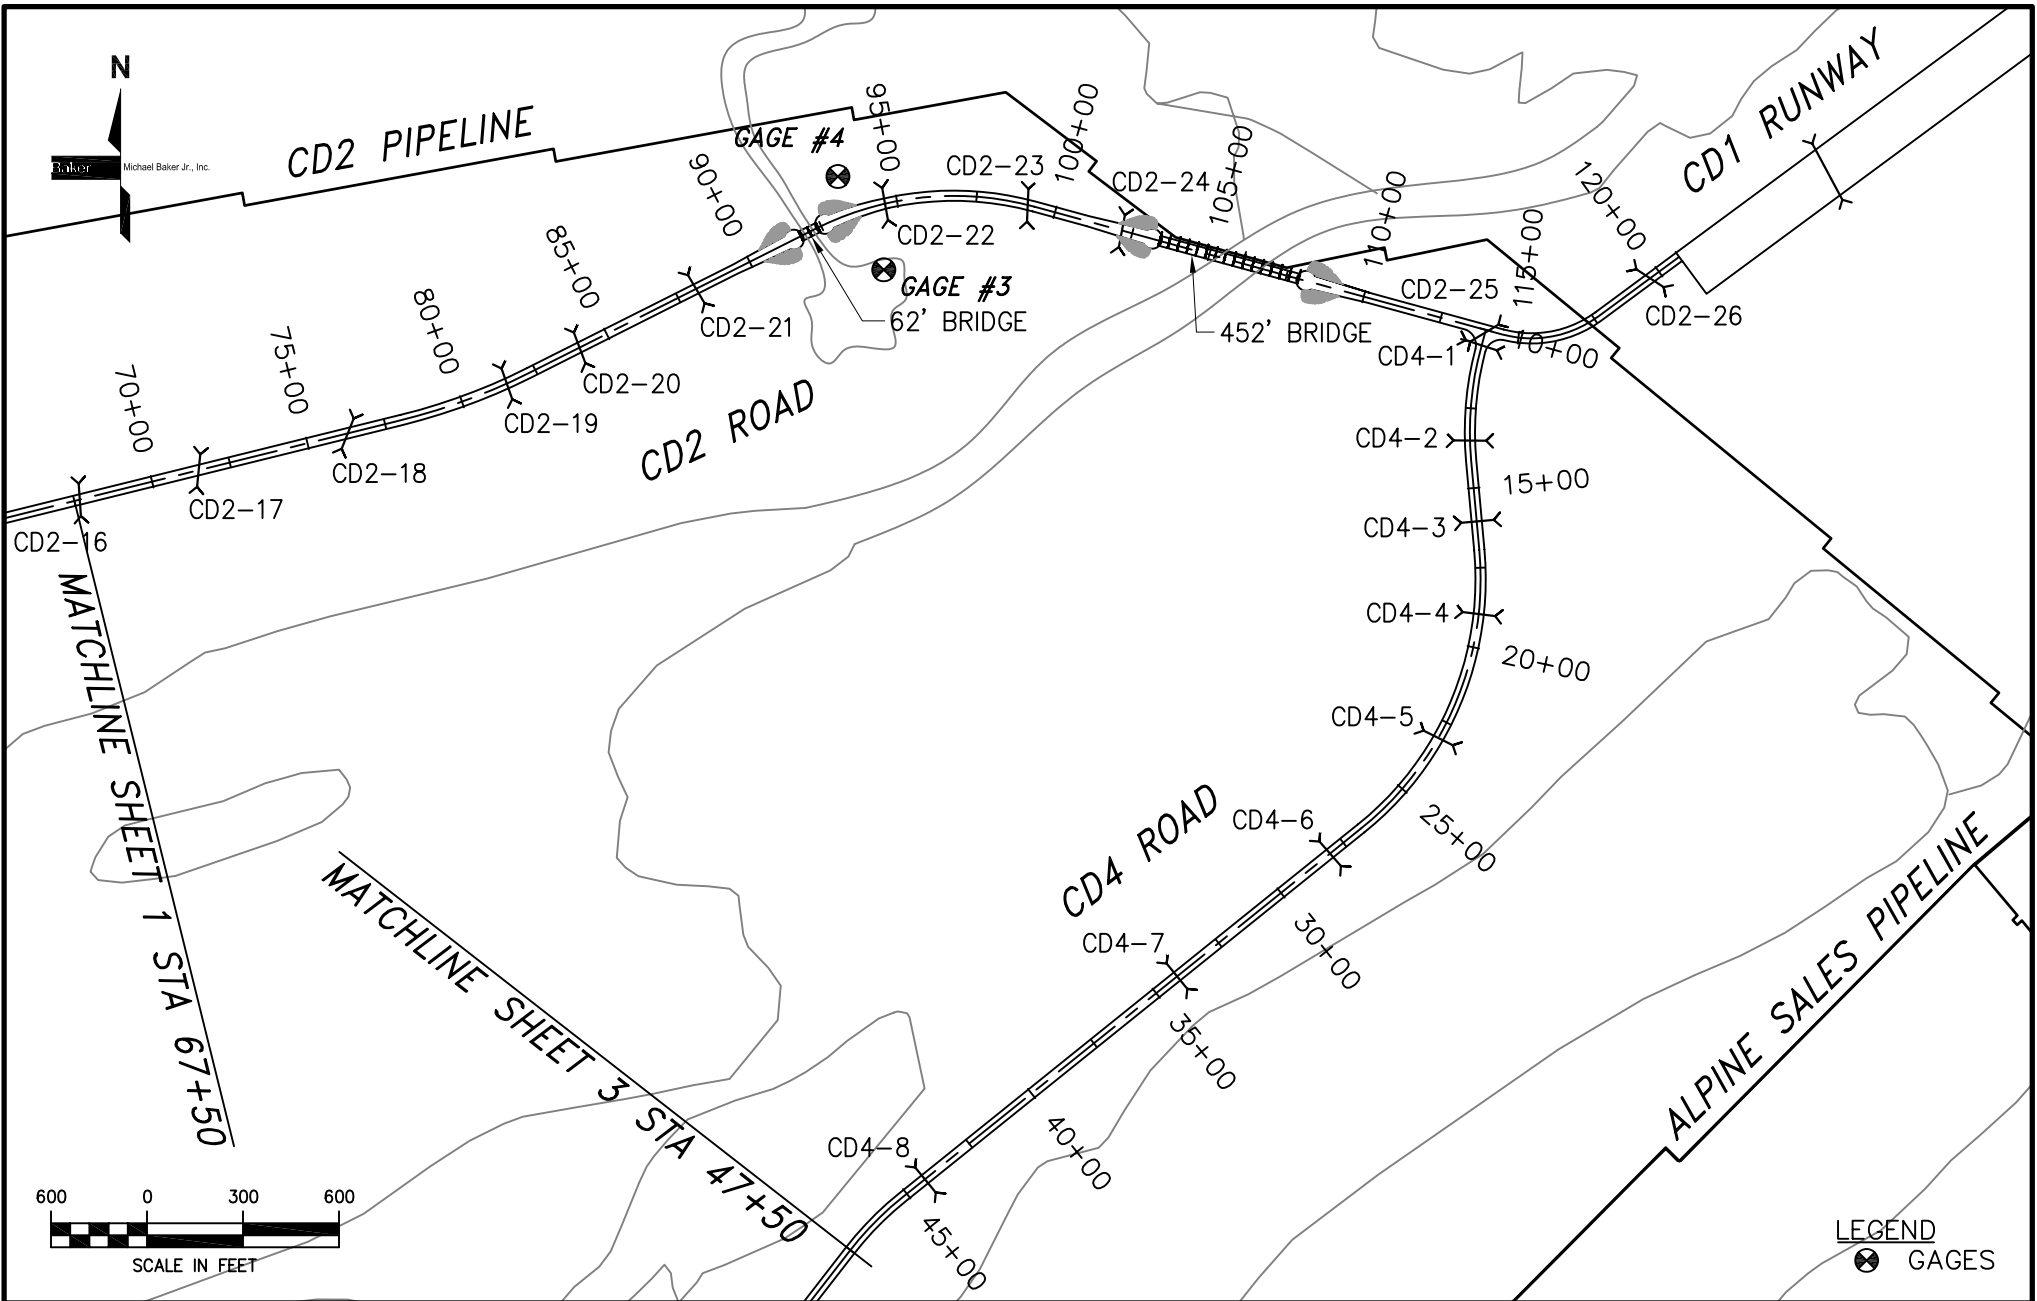 N
Baker
Michael Baker Jr., Inc.
CD2 PIPELINE
GAGE #4
95+00
CD2-23
100+00
CD2-24
105+00
110+00
120+00
CD1 RUNWAY
90+00
CD2-22
GAGE #3
62' BRIDGE
452' BRIDGE
CD2-25
115+00
CD2-26
10+00
CD4-1
85+00
CD2-21
80+00
CD2-20
75+00
CD2-19
70+00
CD2-18
CD2-17
CD2-16
CD2 ROAD
CD4-2
15+00
CD4-3
CD4-4
20+00
CD4-5
CD4-6
25+00
CD4 ROAD
CD4-7
30+00
35+00
40+00
CD4-8
45+00
MATCHLINE SHEET 1 STA 67+50
MATCHLINE SHEET 3 STA 47+50
ALPINE SALES PIPELINE
600 0 300 600
SCALE IN FEET
LEGEND
GAGES